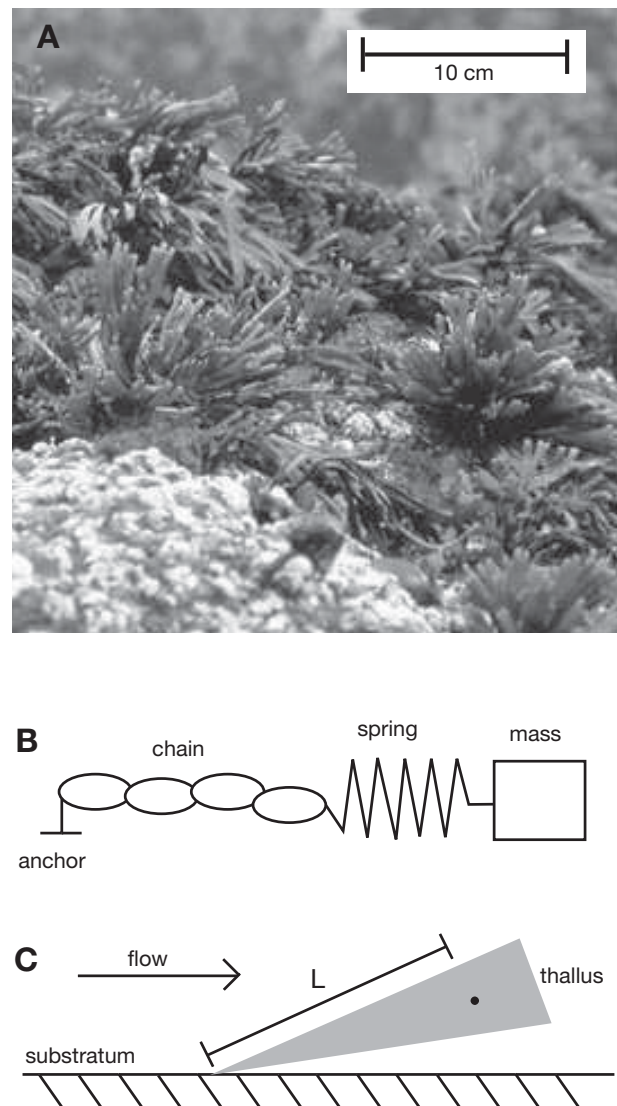 A
10 cm
B
chain
spring
mass
anchor
C
flow
L
thallus
substratum